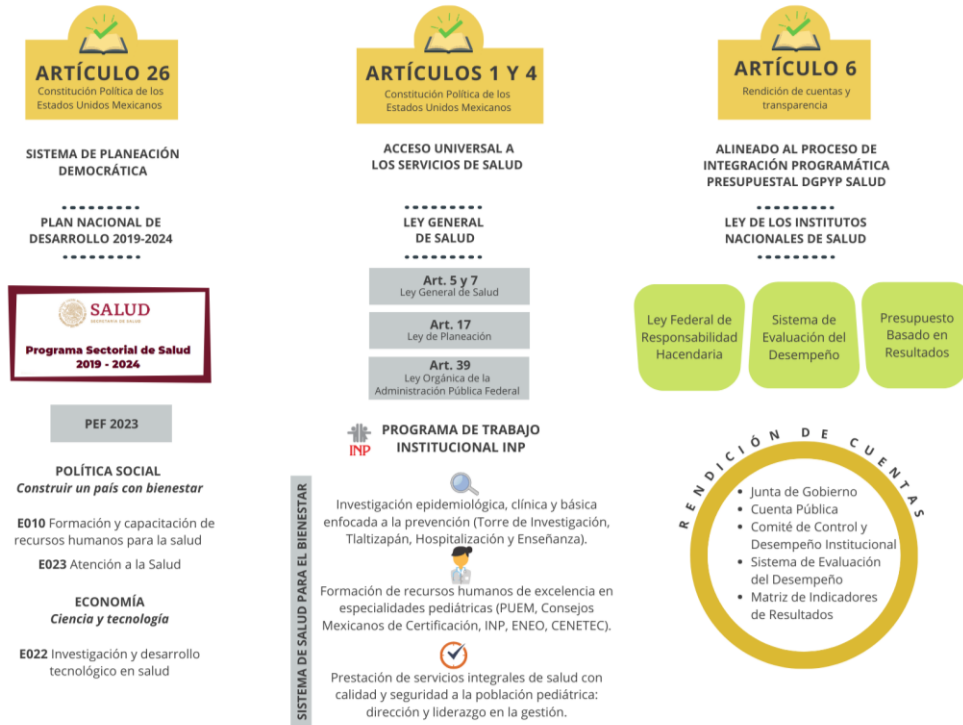 ARTÍCULO 26
Constitución Política de los
Estados Unidos Mexicanos
SISTEMA DE PLANEACIÓN
DEMOCRÁTICA
PLAN NACIONAL DE
DESARROLLO 2019-2024
SALUD
SECRETARÍA DE SALUD
Programa Sectorial de Salud
2019 - 2024
PEF 2023
POLÍTICA SOCIAL
Construir un país con bienestar
E010 Formación y capacitación de
recursos humanos para la salud
E023 Atención a la Salud
ECONOMÍA
Ciencia y tecnología
E022 Investigación y desarrollo
tecnológico en salud
ARTÍCULOS 1 Y 4
Constitución Política de los
Estados Unidos Mexicanos
ACCESO UNIVERSAL A
LOS SERVICIOS DE SALUD
LEY GENERAL
DE SALUD
Art. 5 y 7
Ley General de Salud
Art. 17
Ley de Planeación
Art. 39
Ley Orgánica de la
Administración Pública Federal
INP
PROGRAMA DE TRABAJO
INSTITUCIONAL INP
SISTEMA DE SALUD PARA EL BIENESTAR
Investigación epidemiológica, clínica y básica
enfocada a la prevención (Torre de Investigación,
Tlaltizapán, Hospitalización y Enseñanza).
Formación de recursos humanos de excelencia en
especialidades pediátricas (PUEM, Consejos
Mexicanos de Certificación, INP, ENEO, CENETEC).
Prestación de servicios integrales de salud con
calidad y seguridad a la población pediátrica:
dirección y liderazgo en la gestión.
ARTÍCULO 6
Rendición de cuentas y
transparencia
ALINEADO AL PROCESO DE
INTEGRACIÓN PROGRAMÁTICA
PRESUPUESTAL DGPYP SALUD
LEY DE LOS INSTITUTOS
NACIONALES DE SALUD
Ley Federal de
Responsabilidad
Hacendaria
Sistema de
Evaluación del
Desempeño
Presupuesto
Basado en
Resultados
RENDICIÓN DE CUENTAS
• Junta de Gobierno
• Cuenta Pública
• Comité de Control y
Desempeño Institucional
• Sistema de Evaluación
del Desempeño
• Matriz de Indicadores
de Resultados